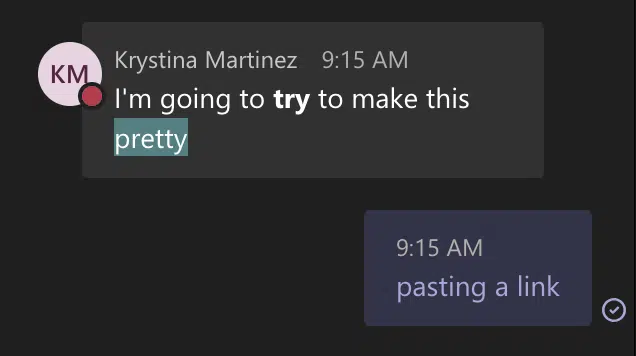 KM
Krystina Martinez 9:15 AM
I'm going to try to make this
pretty
9:15 AM
pasting a link